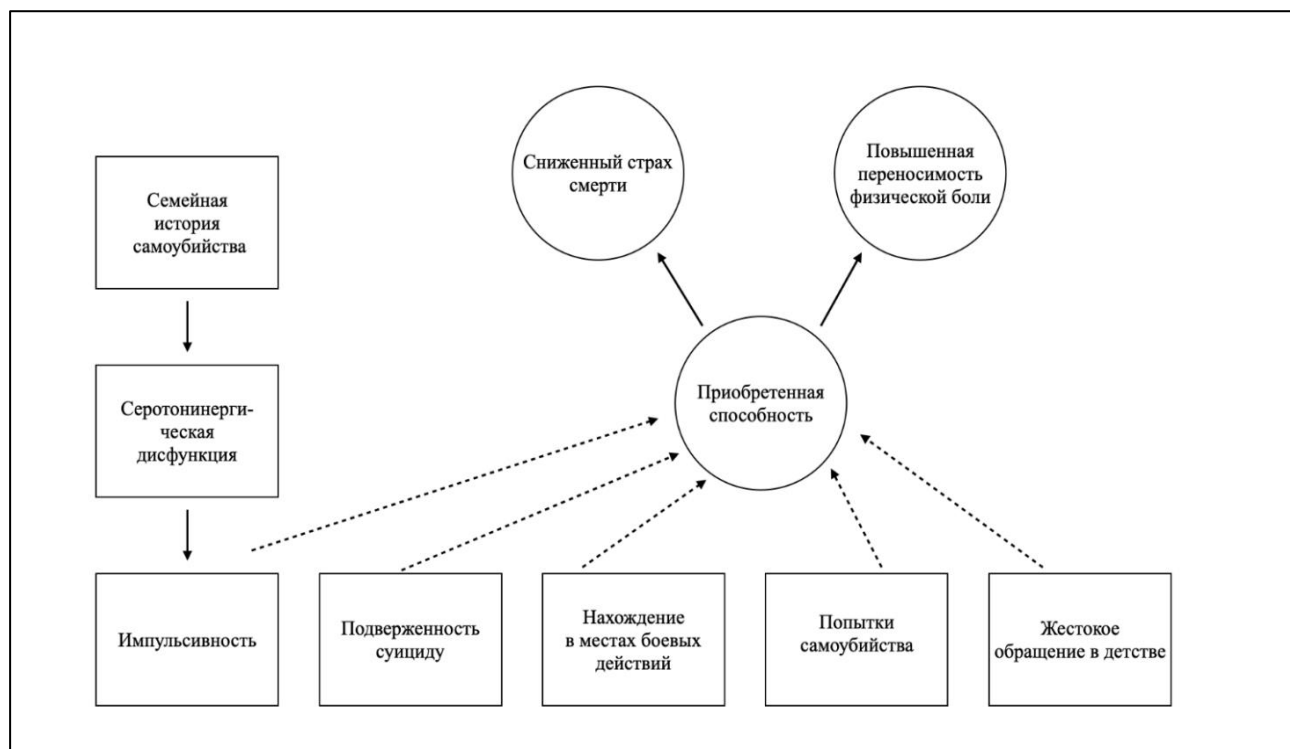 Сниженный страх
смерти
Повышенная
переносимость
физической боли
Семейная
история
самоубийства
Серотонинерги-
ческая
дисфункция
Приобретенная
способность
Импульсивность
Подверженность
суициду
Нахождение
в местах боевых
действий
Попытки
самоубийства
Жестокое
обращение в детстве